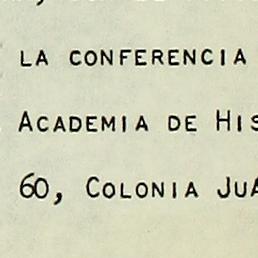 LA CONFERENCIA
ACADEMIA DE HIS
60, COLONIA JUA